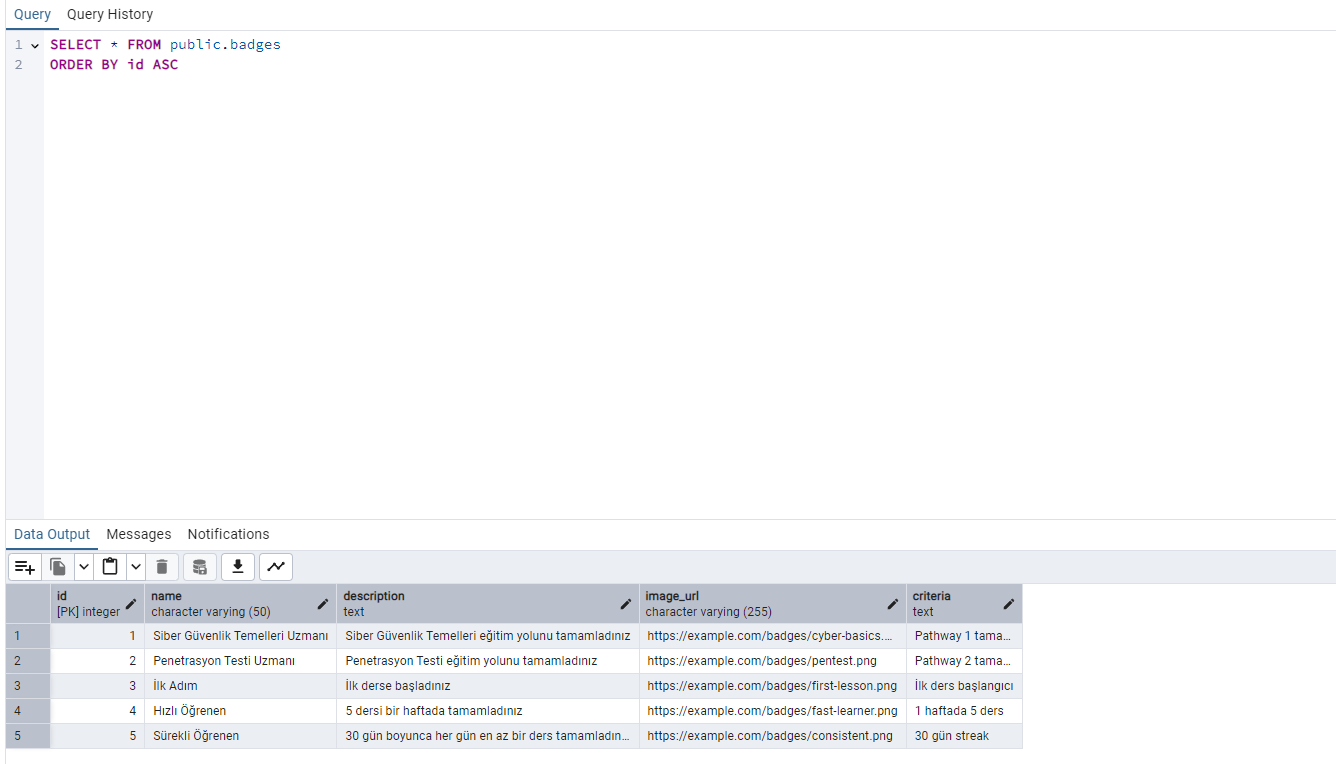 Query Query History
1 SELECT * FROM public.badges
2 ORDER BY id ASC
Data Output Messages Notifications
id name description image_url criteria
[PK] integer character varying (50) text character varying (255) text
1 1 Siber Güvenlik Temelleri Uzmanı Siber Güvenlik Temelleri eğitim yolunu tamamladınız https://example.com/badges/cyber-basics.… Pathway 1 tama…
2 2 Penetrasyon Testi Uzmanı Penetrasyon Testi eğitim yolunu tamamladınız https://example.com/badges/pentest.png Pathway 2 tama…
3 3 İlk Adım İlk derse başladınız https://example.com/badges/first-lesson.png İlk ders başlangıcı
4 4 Hızlı Öğrenen 5 dersi bir haftada tamamladınız https://example.com/badges/fast-learner.png 1 haftada 5 ders
5 5 Sürekli Öğrenen 30 gün boyunca her gün en az bir ders tamamladın… https://example.com/badges/consistent.png 30 gün streak